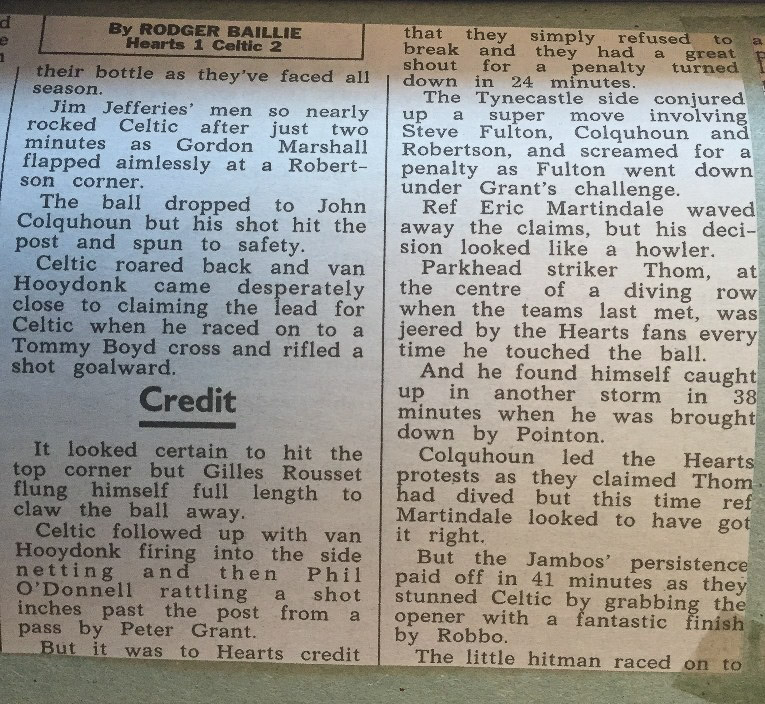 By RODGER BAILLIE
Hearts 1 Celtic 2
their bottle as they've faced all
season.
Jim Jefferies' men so nearly
rocked Celtic after just two
minutes as Gordon Marshall
flapped aimlessly at a Robert-
son corner.
The ball dropped to John
Colquhoun but his shot hit the
post and spun to safety.
Celtic roared back and van
Hooydonk came desperately
close to claiming the lead for
Celtic when he raced on to a
Tommy Boyd cross and rifled a
shot goalward.
Credit
It looked certain to hit the
top corner but Gilles Rousset
flung himself full length to
claw the ball away.
Celtic followed up with van
Hooydonk firing into the side
netting and then Phil
O'Donnell rattling a shot
inches past the post from a
pass by Peter Grant.
But it was to Hearts credit
that they simply refused to
break and they had a great
shout for a penalty turned
down in 24 minutes.
The Tynecastle side conjured
up a super move involving
Steve Fulton, Colquhoun and
Robertson, and screamed for a
penalty as Fulton went down
under Grant's challenge.
Ref Eric Martindale waved
away the claims, but his deci-
sion looked like a howler.
Parkhead striker Thom, at
the centre of a diving row
when the teams last met, was
jeered by the Hearts fans every
time he touched the ball.
And he found himself caught
up in another storm in 38
minutes when he was brought
down by Pointon.
Colquhoun led the Hearts
protests as they claimed Thom
had dived but this time ref
Martindale looked to have got
it right.
But the Jambos' persistence
paid off in 41 minutes as they
stunned Celtic by grabbing the
opener with a fantastic finish
by Robbo.
The little hitman raced on to